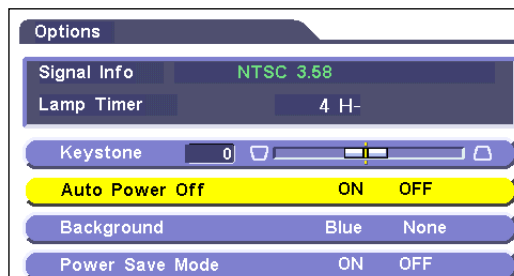 Options
Signal Info NTSC 3.58
Lamp Timer 4 H-
Keystone 0
Auto Power Off ON OFF
Background Blue None
Power Save Mode ON OFF